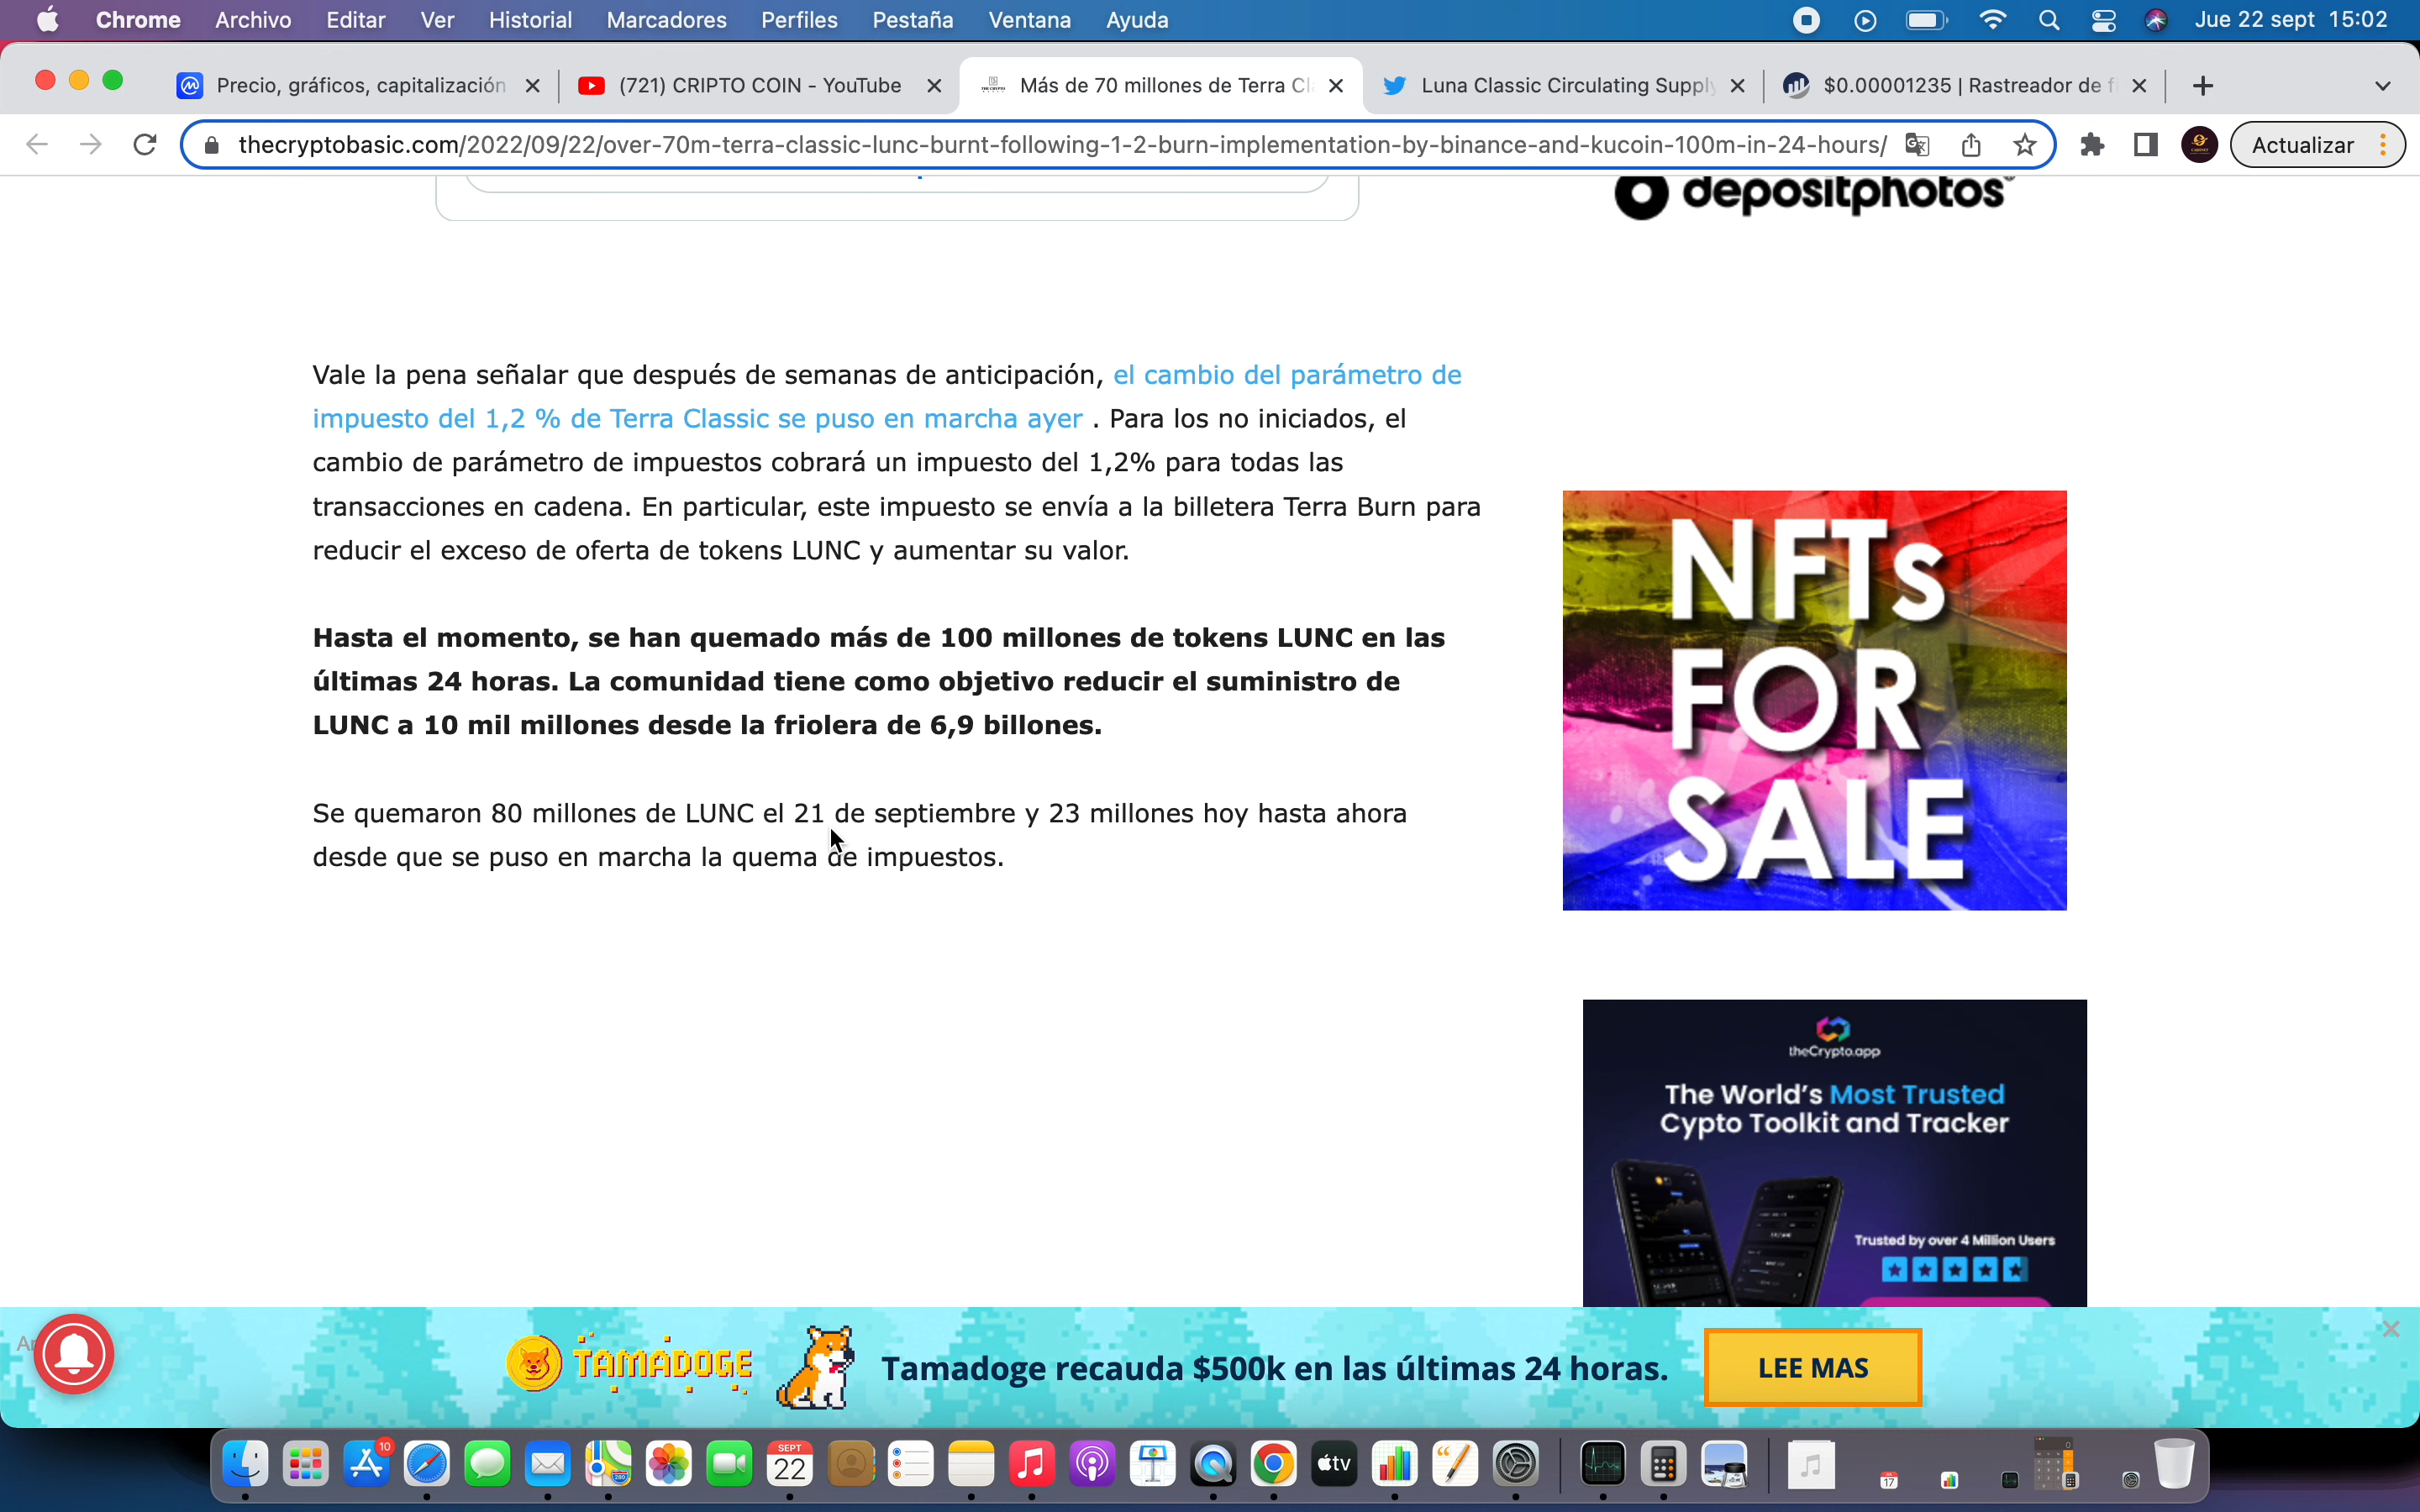 Chrome Archivo Editar Ver Historial Marcadores Perfiles Pestaña Ventana Ayuda Jue 22 sept 15:02
Precio, gráficos, capitalización (721) CRIPTO COIN - YouTube Más de 70 millones de Terra Cl Luna Classic Circulating Supply $0.00001235 | Rastreador de f
thecryptobasic.com/2022/09/22/over-70m-terra-classic-lunc-burnt-following-1-2-burn-implementation-by-binance-and-kucoin-100m-in-24-hours/ Actualizar
depositphotos
Vale la pena señalar que después de semanas de anticipación, el cambio del parámetro de
impuesto del 1,2 % de Terra Classic se puso en marcha ayer . Para los no iniciados, el
cambio de parámetro de impuestos cobrará un impuesto del 1,2% para todas las
transacciones en cadena. En particular, este impuesto se envía a la billetera Terra Burn para
reducir el exceso de oferta de tokens LUNC y aumentar su valor.
Hasta el momento, se han quemado más de 100 millones de tokens LUNC en las
últimas 24 horas. La comunidad tiene como objetivo reducir el suministro de
LUNC a 10 mil millones desde la friolera de 6,9 billones.
Se quemaron 80 millones de LUNC el 21 de septiembre y 23 millones hoy hasta ahora
desde que se puso en marcha la quema de impuestos.
NFTs
FOR
SALE
theCrypto.app
The World's Most Trusted
Cypto Toolkit and Tracker
Trusted by over 4 Million Users
TAMADOGE
Tamadoge recauda $500k en las últimas 24 horas.
LEE MAS
10
SEPT
22
tv
280
17